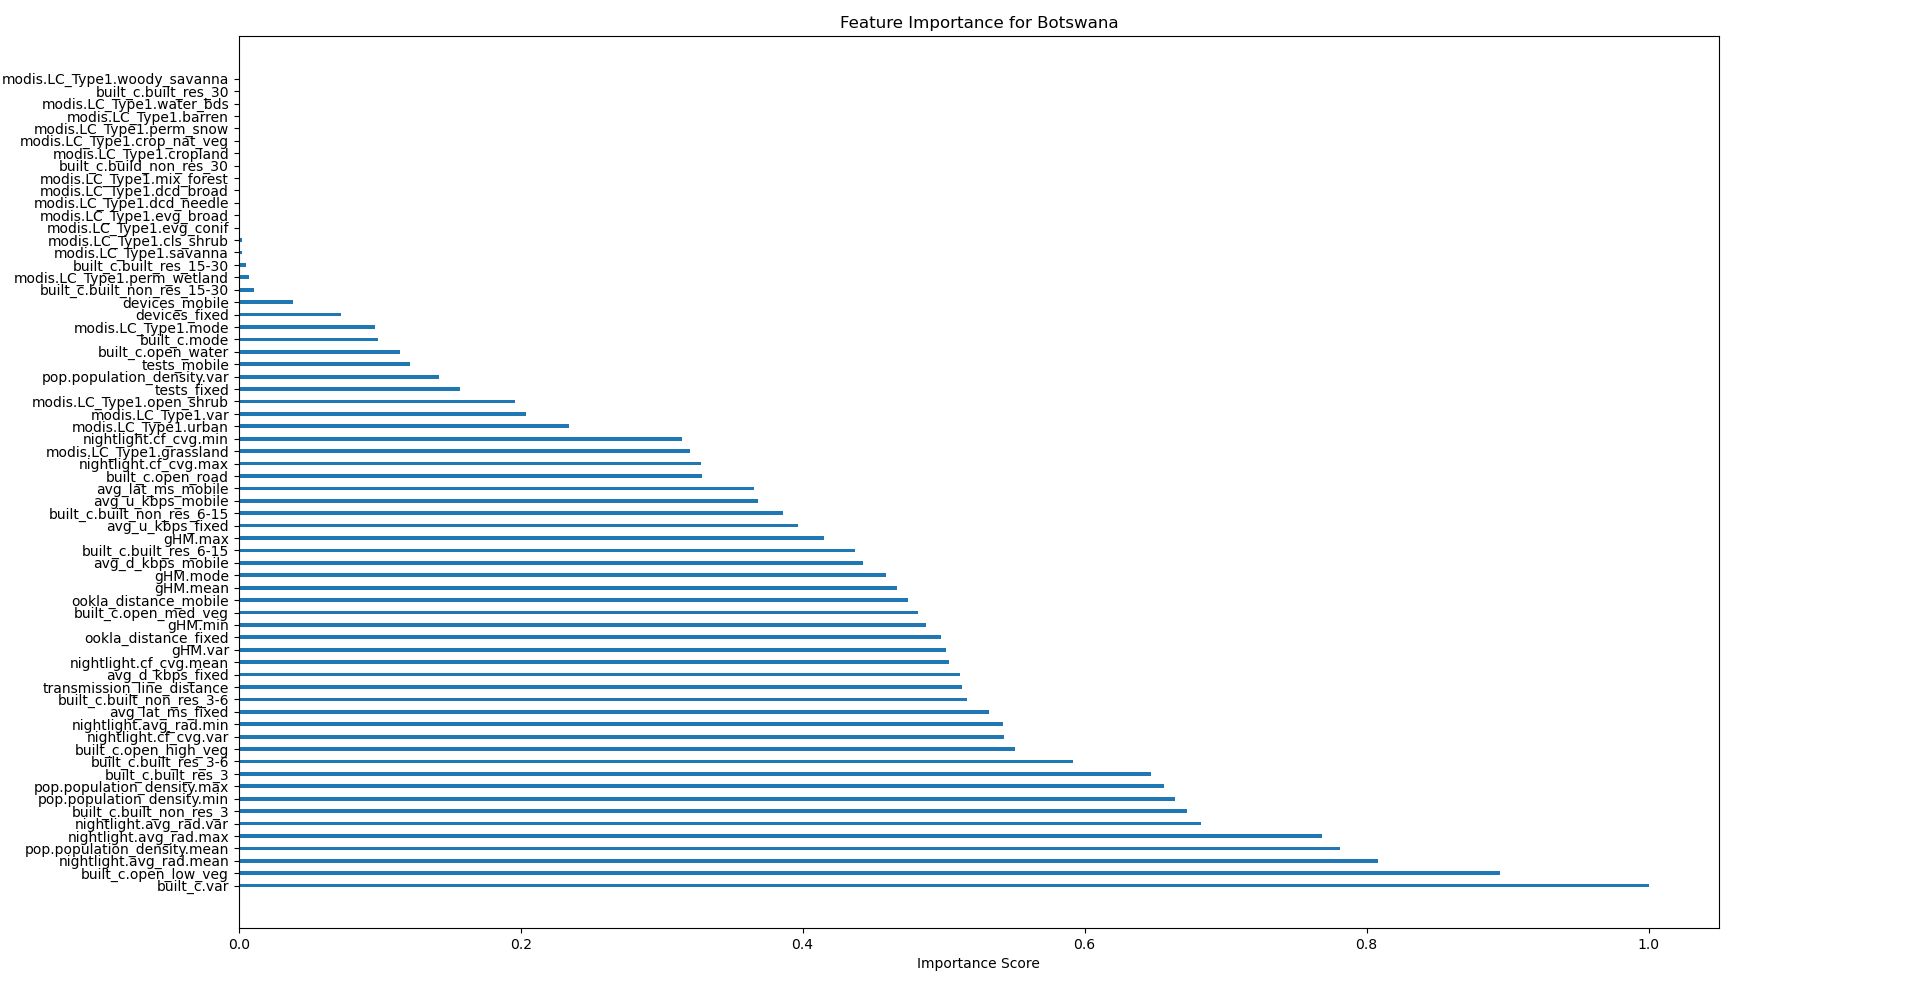 Feature Importance for Botswana
modis.LC_Type1.woody_savanna
built_c.built_res_30
modis.LC_Type1.water_bds
modis.LC_Type1.barren
modis.LC_Type1.perm_snow
modis.LC_Type1.crop_nat_veg
modis.LC_Type1.cropland
built_c.build_non_res_30
modis.LC_Type1.mix_forest
modis.LC_Type1.dcd_broad
modis.LC_Type1.dcd_needle
modis.LC_Type1.evg_broad
modis.LC_Type1.evg_conif
modis.LC_Type1.cls_shrub
modis.LC_Type1.savanna
built_c.built_res_15-30
modis.LC_Type1.perm_wetland
built_c.built_non_res_15-30
devices_mobile
devices_fixed
modis.LC_Type1.mode
built_c.mode
built_c.open_water
tests_mobile
pop.population_density.var
tests_fixed
modis.LC_Type1.open_shrub
modis.LC_Type1.var
modis.LC_Type1.urban
nightlight.cf_cvg.min
modis.LC_Type1.grassland
nightlight.cf_cvg.max
built_c.open_road
avg_lat_ms_mobile
avg_u_kbps_mobile
built_c.built_non_res_6-15
avg_u_kbps_fixed
gHM.max
built_c.built_res_6-15
avg_d_kbps_mobile
gHM.mode
gHM.mean
ookla_distance_mobile
built_c.open_med_veg
gHM.min
ookla_distance_fixed
gHM.var
nightlight.cf_cvg.mean
avg_d_kbps_fixed
transmission_line_distance
built_c.built_non_res_3-6
avg_lat_ms_fixed
nightlight.avg_rad.min
nightlight.cf_cvg.var
built_c.open_high_veg
built_c.built_res_3-6
built_c.built_res_3
pop.population_density.max
pop.population_density.min
built_c.built_non_res_3
nightlight.avg_rad.var
nightlight.avg_rad.max
pop.population_density.mean
nightlight.avg_rad.mean
built_c.open_low_veg
built_c.var
0.0 0.2 0.4 0.6 0.8 1.0
Importance Score